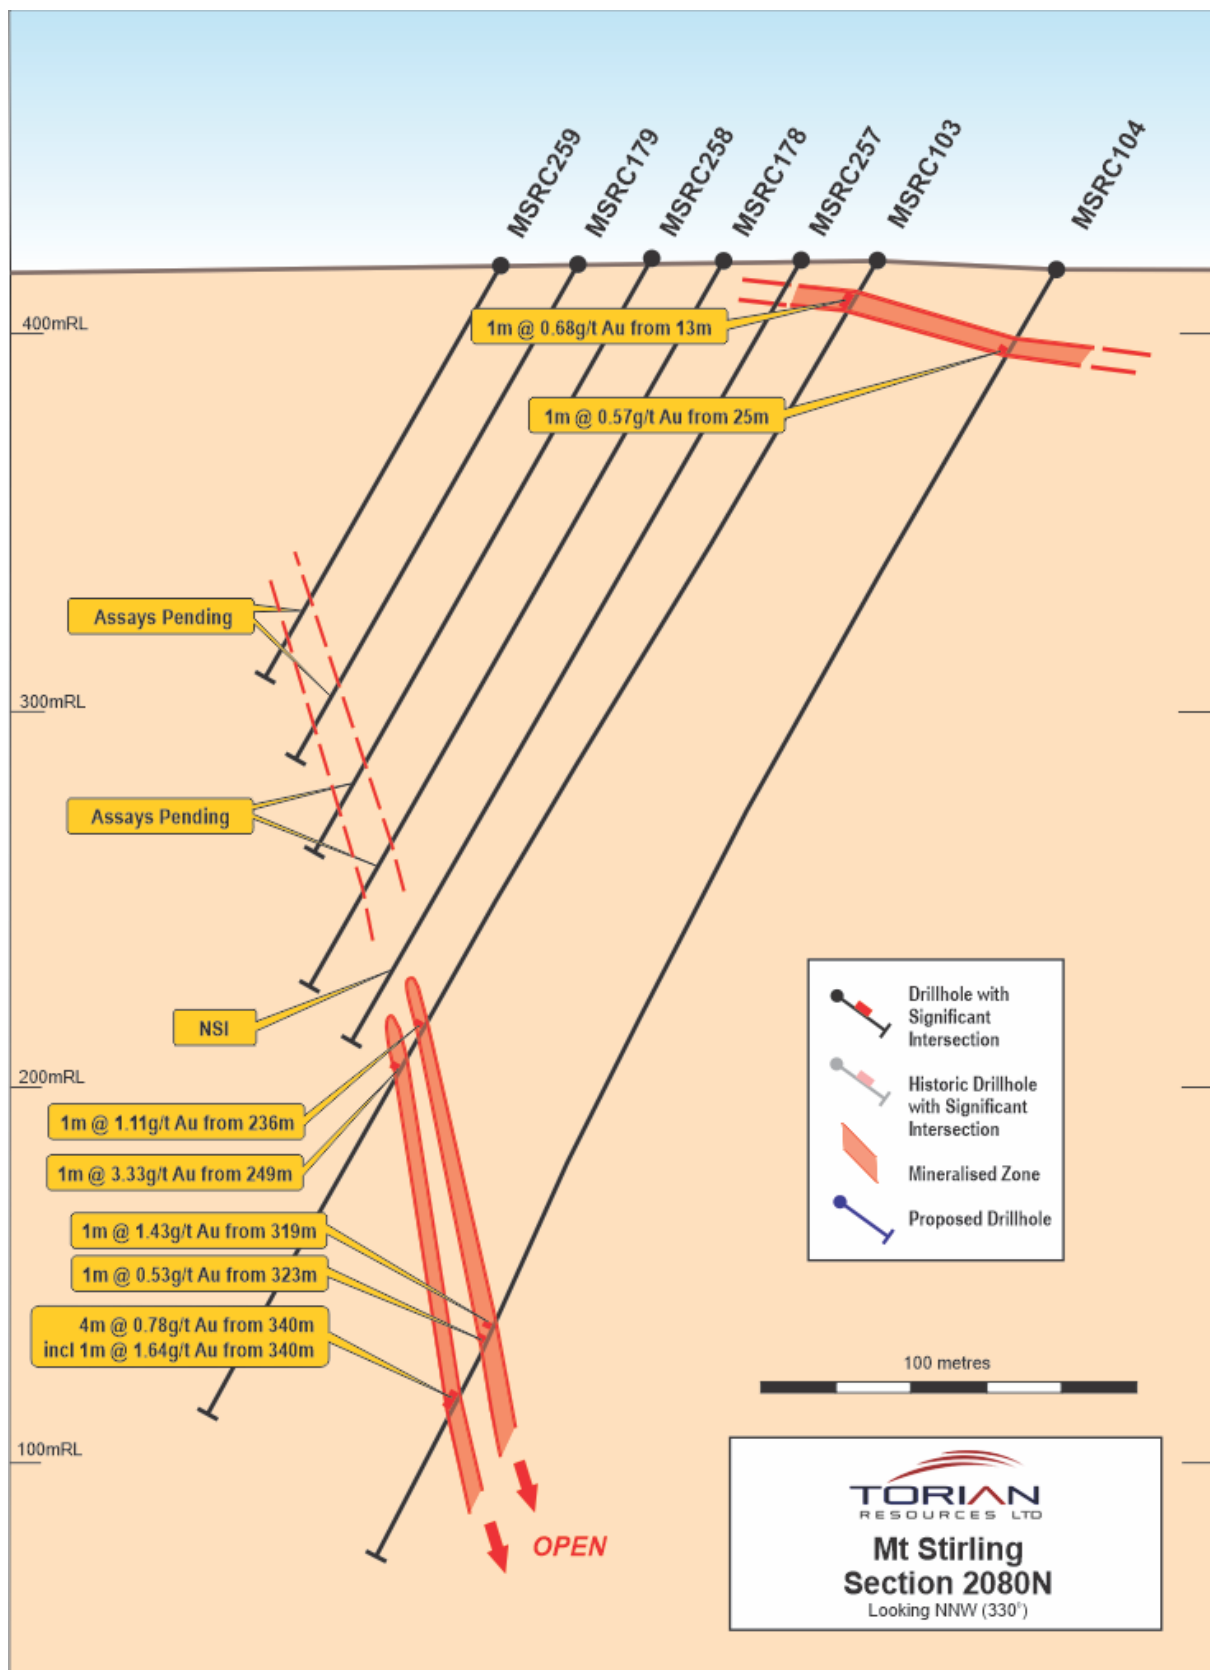 MSRC259
MSRC179
MSRC258
MSRC178
MSRC257
MSRC103
MSRC104
400mRL
1m @ 0.68g/t Au from 13m
1m @ 0.57g/t Au from 25m
Assays Pending
300mRL
Assays Pending
NSI
200mRL
1m @ 1.11g/t Au from 236m
1m @ 3.33g/t Au from 249m
1m @ 1.43g/t Au from 319m
1m @ 0.53g/t Au from 323m
4m @ 0.78g/t Au from 340m
incl 1m @ 1.64g/t Au from 340m
100mRL
OPEN
Drillhole with
Significant
Intersection
Historic Drillhole
with Significant
Intersection
Mineralised Zone
Proposed Drillhole
100 metres
TORIAN
RESOURCES LTD
Mt Stirling
Section 2080N
Looking NNW (330°)